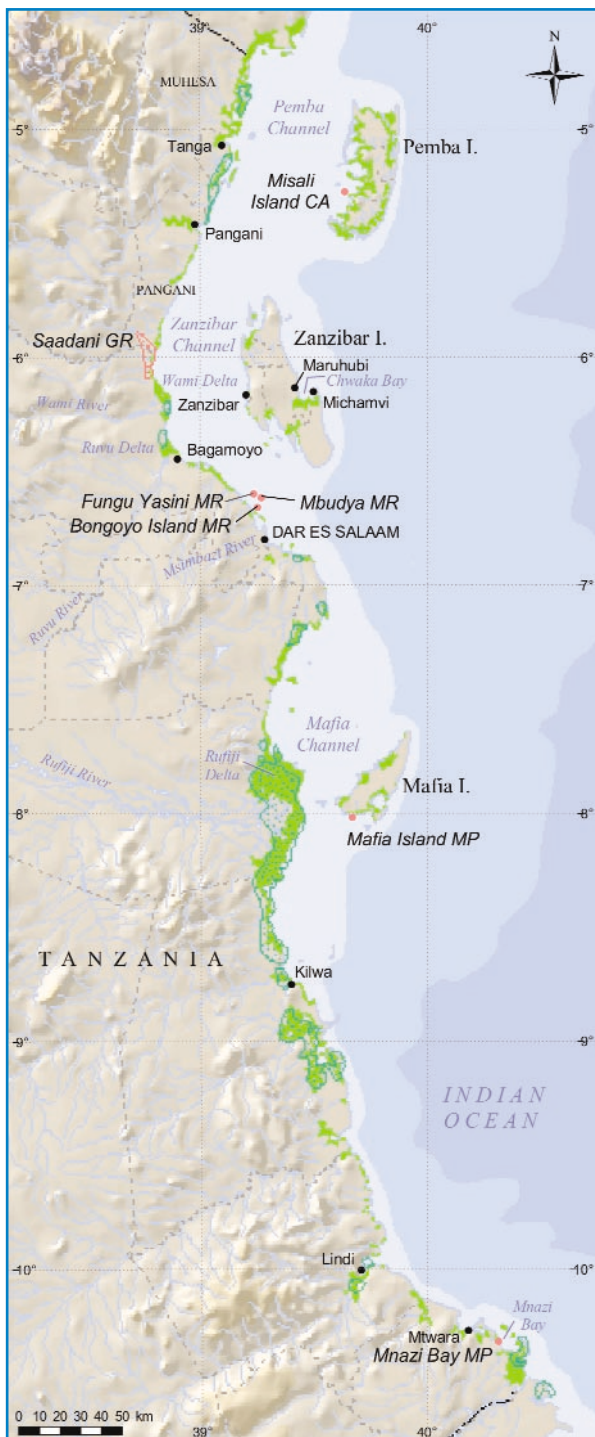 39°
40°
N
MUHESA
Pemba
Channel
5°
5°
Tanga
Pemba I.
Misali
Island CA
Pangani
PANGANI
Zanzibar
Channel
Zanzibar I.
Saadani GR
6°
6°
Maruhubi
Wami Delta
Chwaka Bay
Zanzibar
Michamvi
Wami River
Ruvu Delta
Bagamoyo
Fungu Yasini MR
Mbudya MR
Bongoyo Island MR
DAR ES SALAAM
Msimbazi River
7°
7°
Ruvu River
Mafia
Channel
Rufiji
Delta
Rufiji River
Mafia I.
8°
8°
Mafia Island MP
TANZANIA
Kilwa
9°
9°
INDIAN
OCEAN
Lindi
10°
10°
Mnazi
Bay
Mtwara
Mnazi Bay MP
0 10 20 30 40 50 km
39°
40°